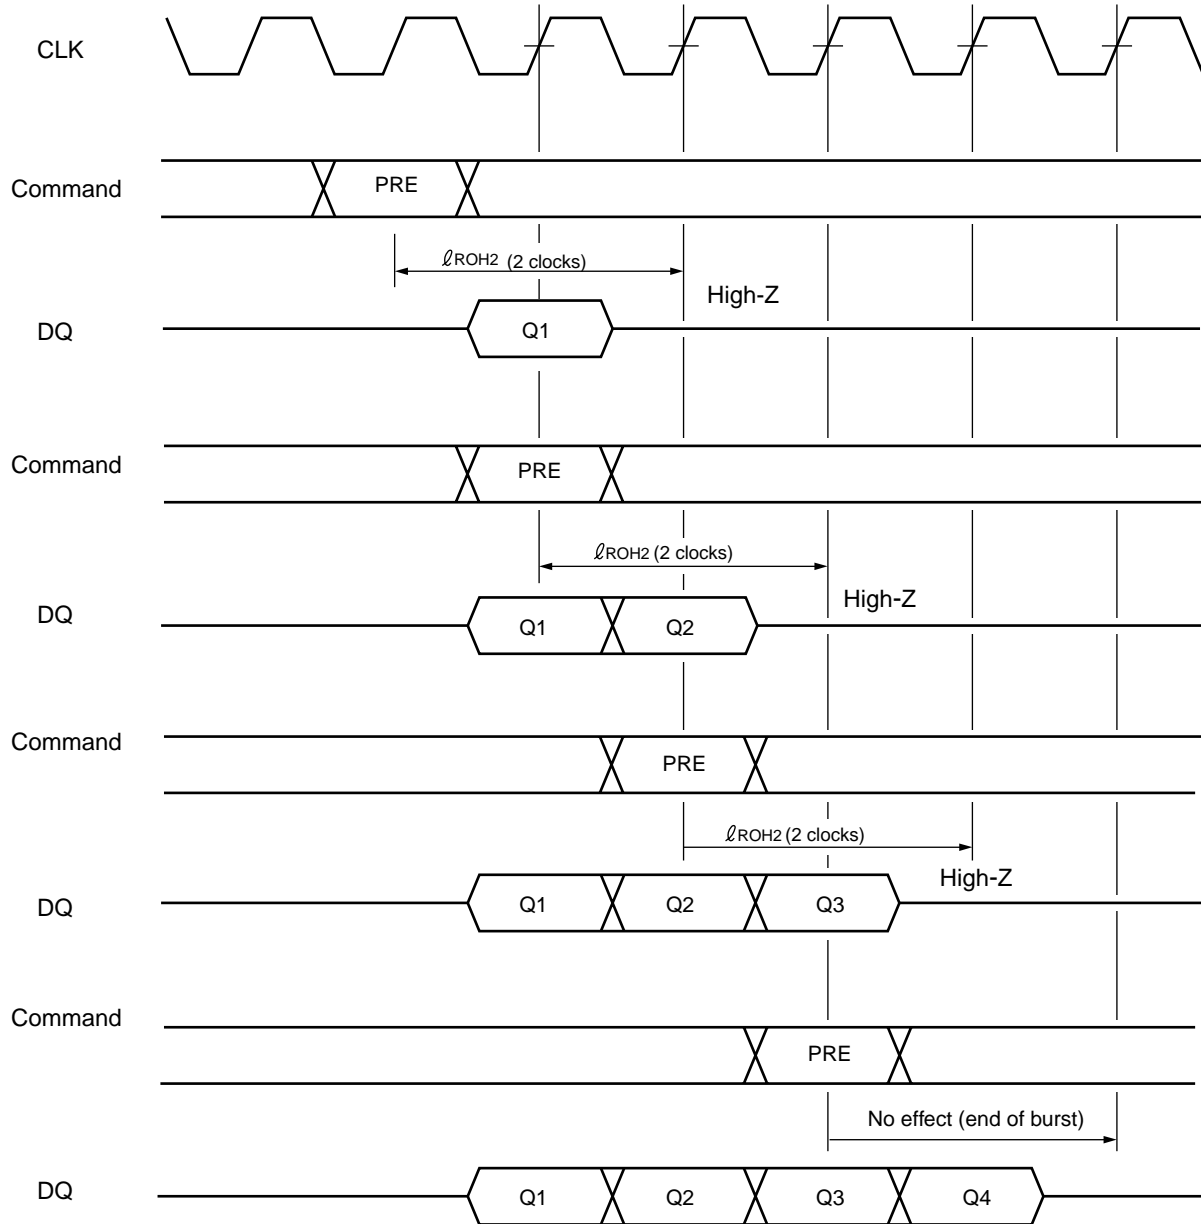 CLK
Command
PRE
ℓROH2 (2 clocks)
High-Z
DQ
Q1
Command
PRE
ℓROH2 (2 clocks)
High-Z
DQ
Q1 Q2
Command
PRE
ℓROH2 (2 clocks)
High-Z
DQ
Q1 Q2 Q3
Command
PRE
No effect (end of burst)
DQ
Q1 Q2 Q3 Q4